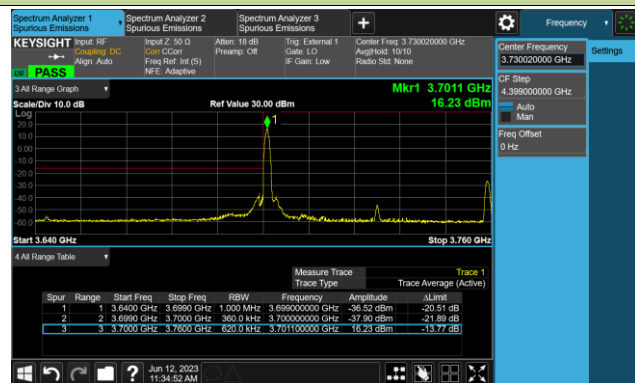 Spectrum Analyzer 1
Spurious Emissions
Spectrum Analyzer 2
Spurious Emissions
Spectrum Analyzer 3
Spurious Emissions
Frequency
KEYSIGHT
Input: RF
Coupling: DC
Align: Auto
Input Z: 50 Ω
Corr CCorr
Freq Ref: Int (S)
NFE: Adaptive
Atten: 18 dB
Preamp: Off
Trig: External 1
Gate: LO
IF Gain: Low
Center Freq: 3.730020000 GHz
Avg|Hold: 10/10
Radio Std: None
PASS
Center Frequency
3.730020000 GHz
Settings
CF Step
4.399000000 GHz
Auto
Man
Freq Offset
0 Hz
3 All Range Graph
Mkr1 3.7011 GHz
Scale/Div 10.0 dB
Ref Value 30.00 dBm
16.23 dBm
Log
20.0
10.0
0.00
-10.0
-20.0
-30.0
-40.0
-50.0
-60.0
1
Start 3.640 GHz
Stop 3.760 GHz
4 All Range Table
Measure Trace
Trace 1
Trace Type
Trace Average (Active)
Spur Range Start Freq Stop Freq RBW Frequency Amplitude ΔLimit
1 1 3.6400 GHz 3.6990 GHz 1.000 MHz 3.699000000 GHz -36.52 dBm -20.51 dB
2 2 3.6990 GHz 3.7000 GHz 360.0 kHz 3.700000000 GHz -37.90 dBm -21.89 dB
3 3 3.7000 GHz 3.7600 GHz 620.0 kHz 3.701100000 GHz 16.23 dBm -13.77 dB
Jun 12, 2023
11:34:52 AM